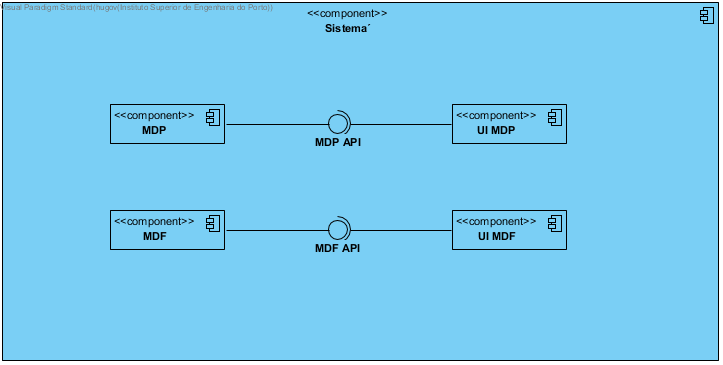 Visual Paradigm Standard(hugov(Instituto Superior de Engenharia do Porto))
<<component>>
Sistema´
<<component>>
MDP
MDP API
<<component>>
UI MDP
<<component>>
MDF
MDF API
<<component>>
UI MDF